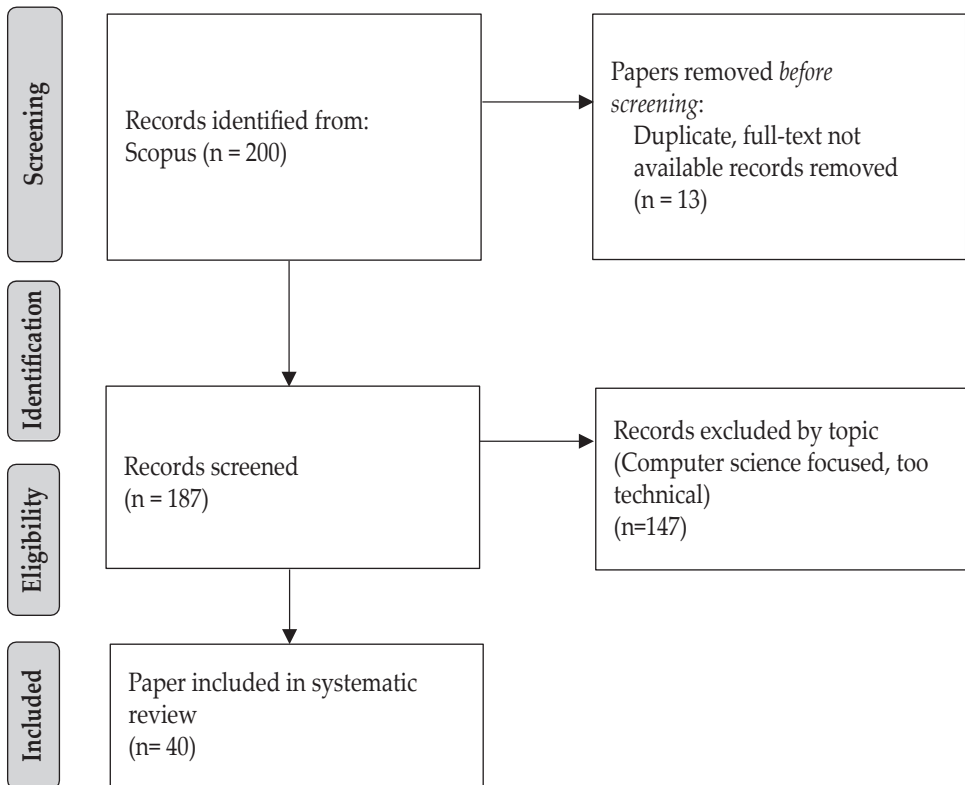 Screening
Records identified from:
Scopus (n = 200)
Papers removed before
screening:
Duplicate, full-text not
available records removed
(n = 13)
Identification
Records screened
(n = 187)
Records excluded by topic
(Computer science focused, too
technical)
(n=147)
Eligibility
Included
Paper included in systematic
review
(n= 40)